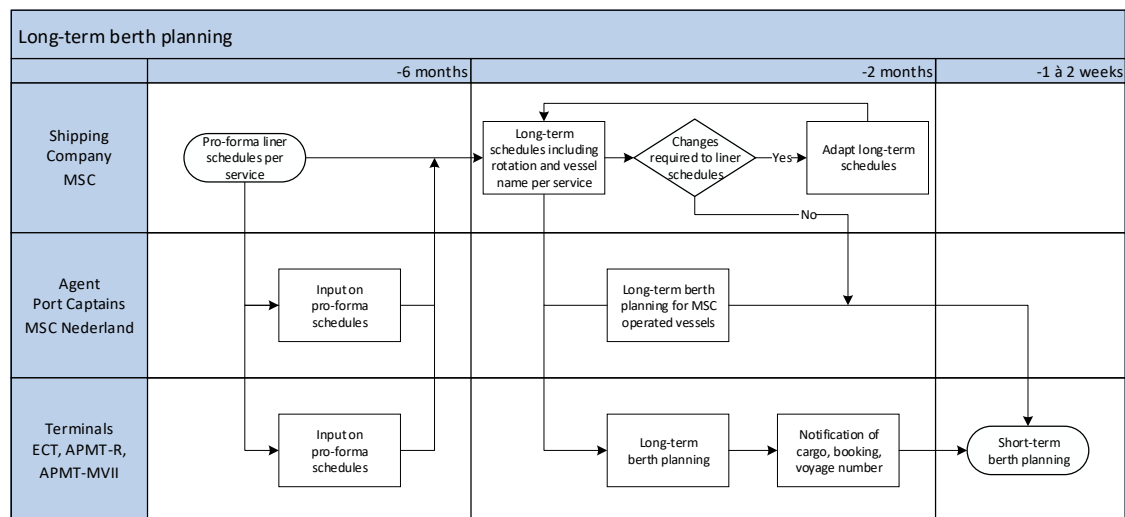 Long-term berth planning
-6 months
-2 months
-1 à 2 weeks
Shipping
Company
MSC
Pro-forma liner
schedules per
service
Long-term
schedules including
rotation and vessel
name per service
Changes
required to liner
schedules
Yes
Adapt long-term
schedules
No
Agent
Port Captains
MSC Nederland
Input on
pro-forma
schedules
Long-term berth
planning for MSC
operated vessels
Terminals
ECT, APMT-R,
APMT-MVII
Input on
pro-forma
schedules
Long-term
berth planning
Notification of
cargo, booking,
voyage number
Short-term
berth planning